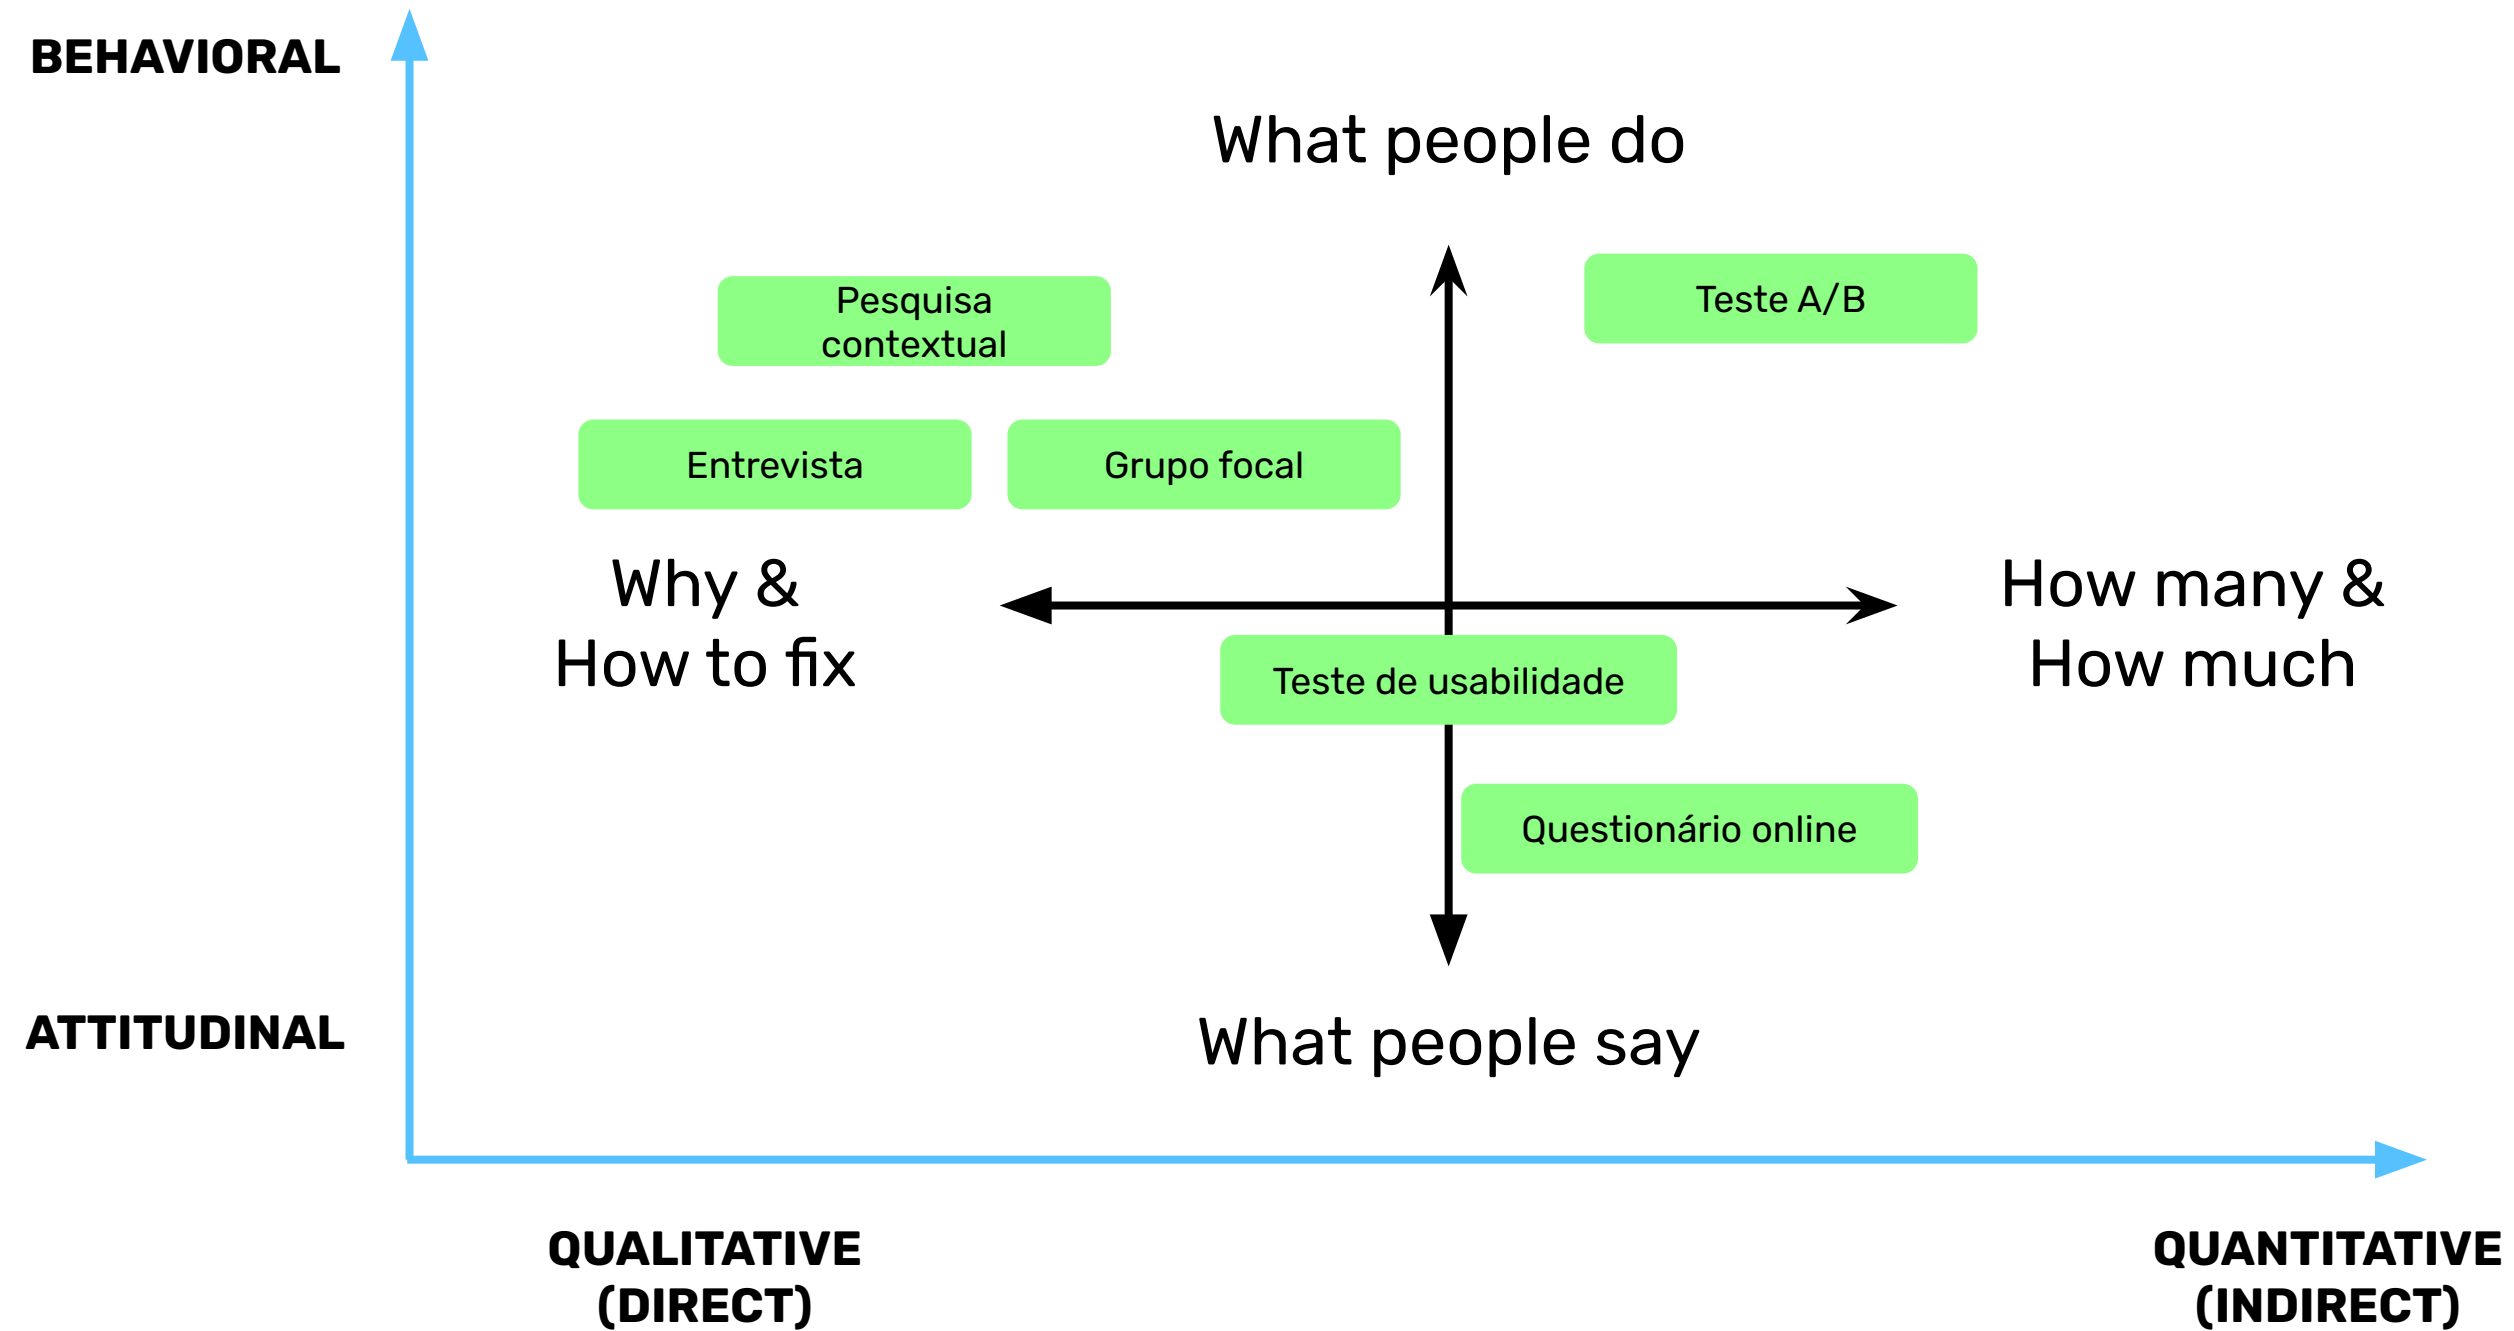 BEHAVIORAL
What people do
Pesquisa
contextual
Teste A/B
Entrevista
Grupo focal
Why &
How to fix
How many &
How much
Teste de usabilidade
Questionário online
ATTITUDINAL
What people say
QUALITATIVE
(DIRECT)
QUANTITATIVE
(INDIRECT)